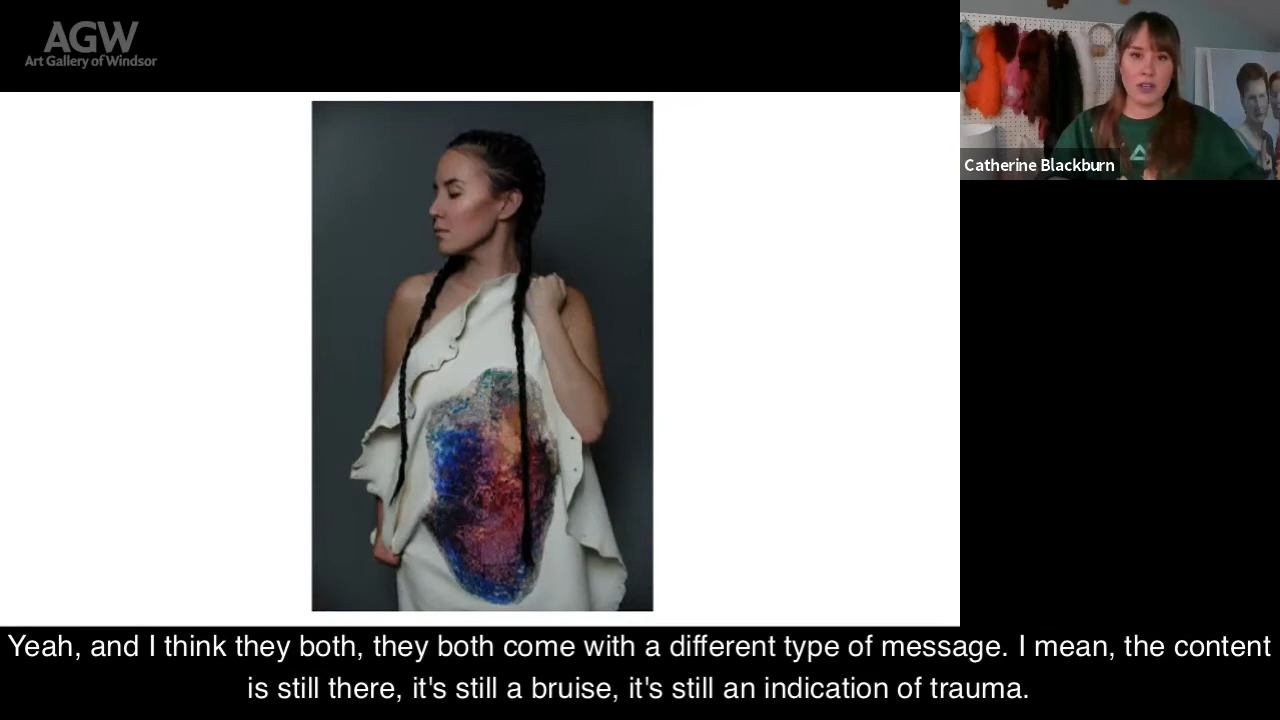 AGW
Art Gallery of Windsor
Catherine Blackburn
Yeah, and I think they both, they both come with a different type of message. I mean, the content
is still there, it's still a bruise, it's still an indication of trauma.